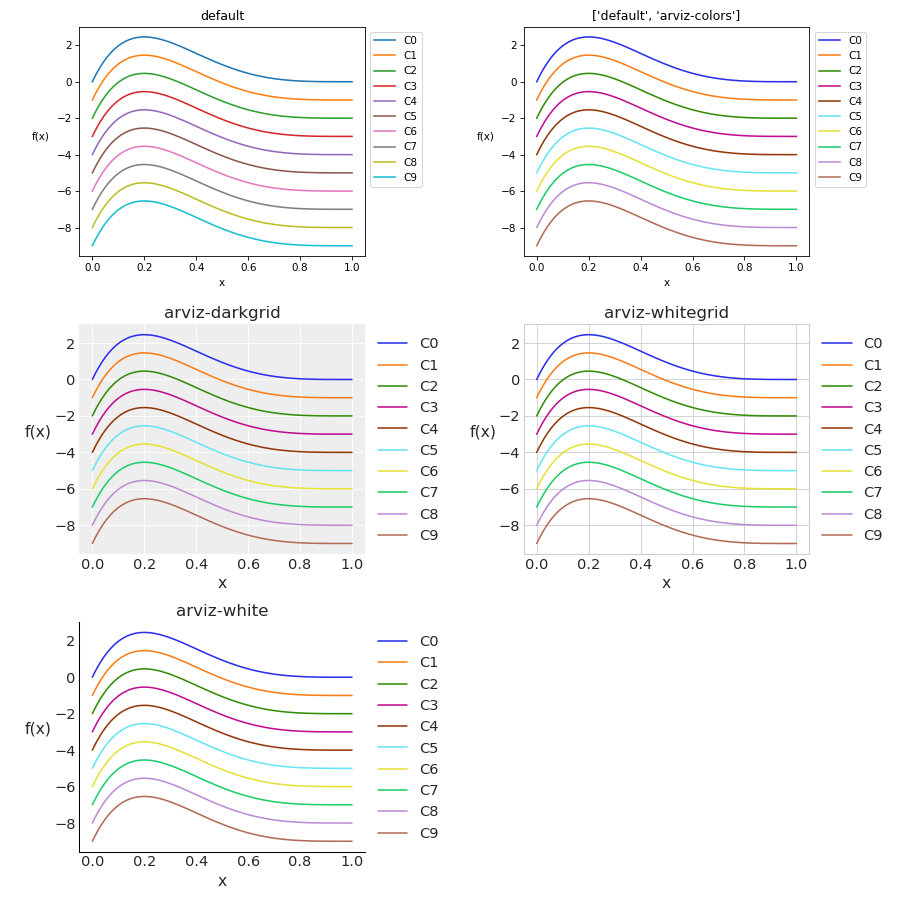 default
2
0
−2
−4
−6
−8
f(x)
0.0 0.2 0.4 0.6 0.8 1.0
x
C0
C1
C2
C3
C4
C5
C6
C7
C8
C9
['default', 'arviz-colors']
2
0
−2
−4
−6
−8
f(x)
0.0 0.2 0.4 0.6 0.8 1.0
x
C0
C1
C2
C3
C4
C5
C6
C7
C8
C9
arviz-darkgrid
2
0
−2
−4
−6
−8
f(x)
0.0 0.2 0.4 0.6 0.8 1.0
x
C0
C1
C2
C3
C4
C5
C6
C7
C8
C9
arviz-whitegrid
2
0
−2
−4
−6
−8
f(x)
0.0 0.2 0.4 0.6 0.8 1.0
x
C0
C1
C2
C3
C4
C5
C6
C7
C8
C9
arviz-white
2
0
−2
−4
−6
−8
f(x)
0.0 0.2 0.4 0.6 0.8 1.0
x
C0
C1
C2
C3
C4
C5
C6
C7
C8
C9